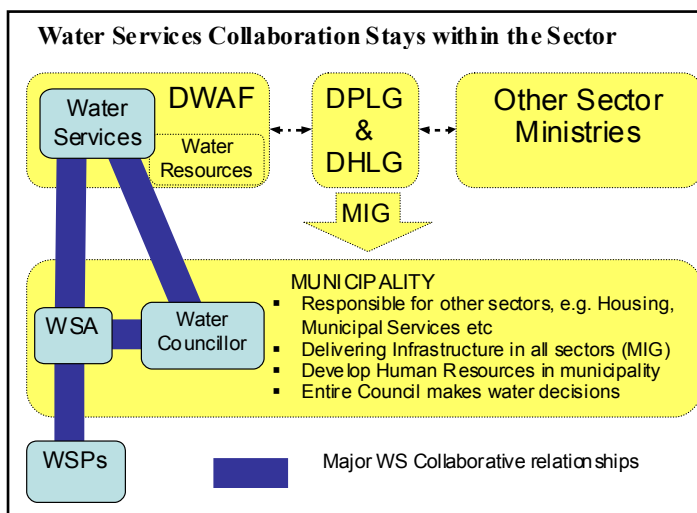 Water Services Collaboration Stays within the Sector
DWAF
Water
Services
Water
Resources
DPLG
&
DHLG
Other Sector
Ministries
MIG
MUNICIPALITY
▪ Responsible for other sectors, e.g. Housing,
Municipal Services etc
▪ Delivering Infrastructure in all sectors (MIG)
▪ Develop Human Resources in municipality
▪ Entire Council makes water decisions
WSA
Water
Councillor
WSPs
Major WS Collaborative relationships